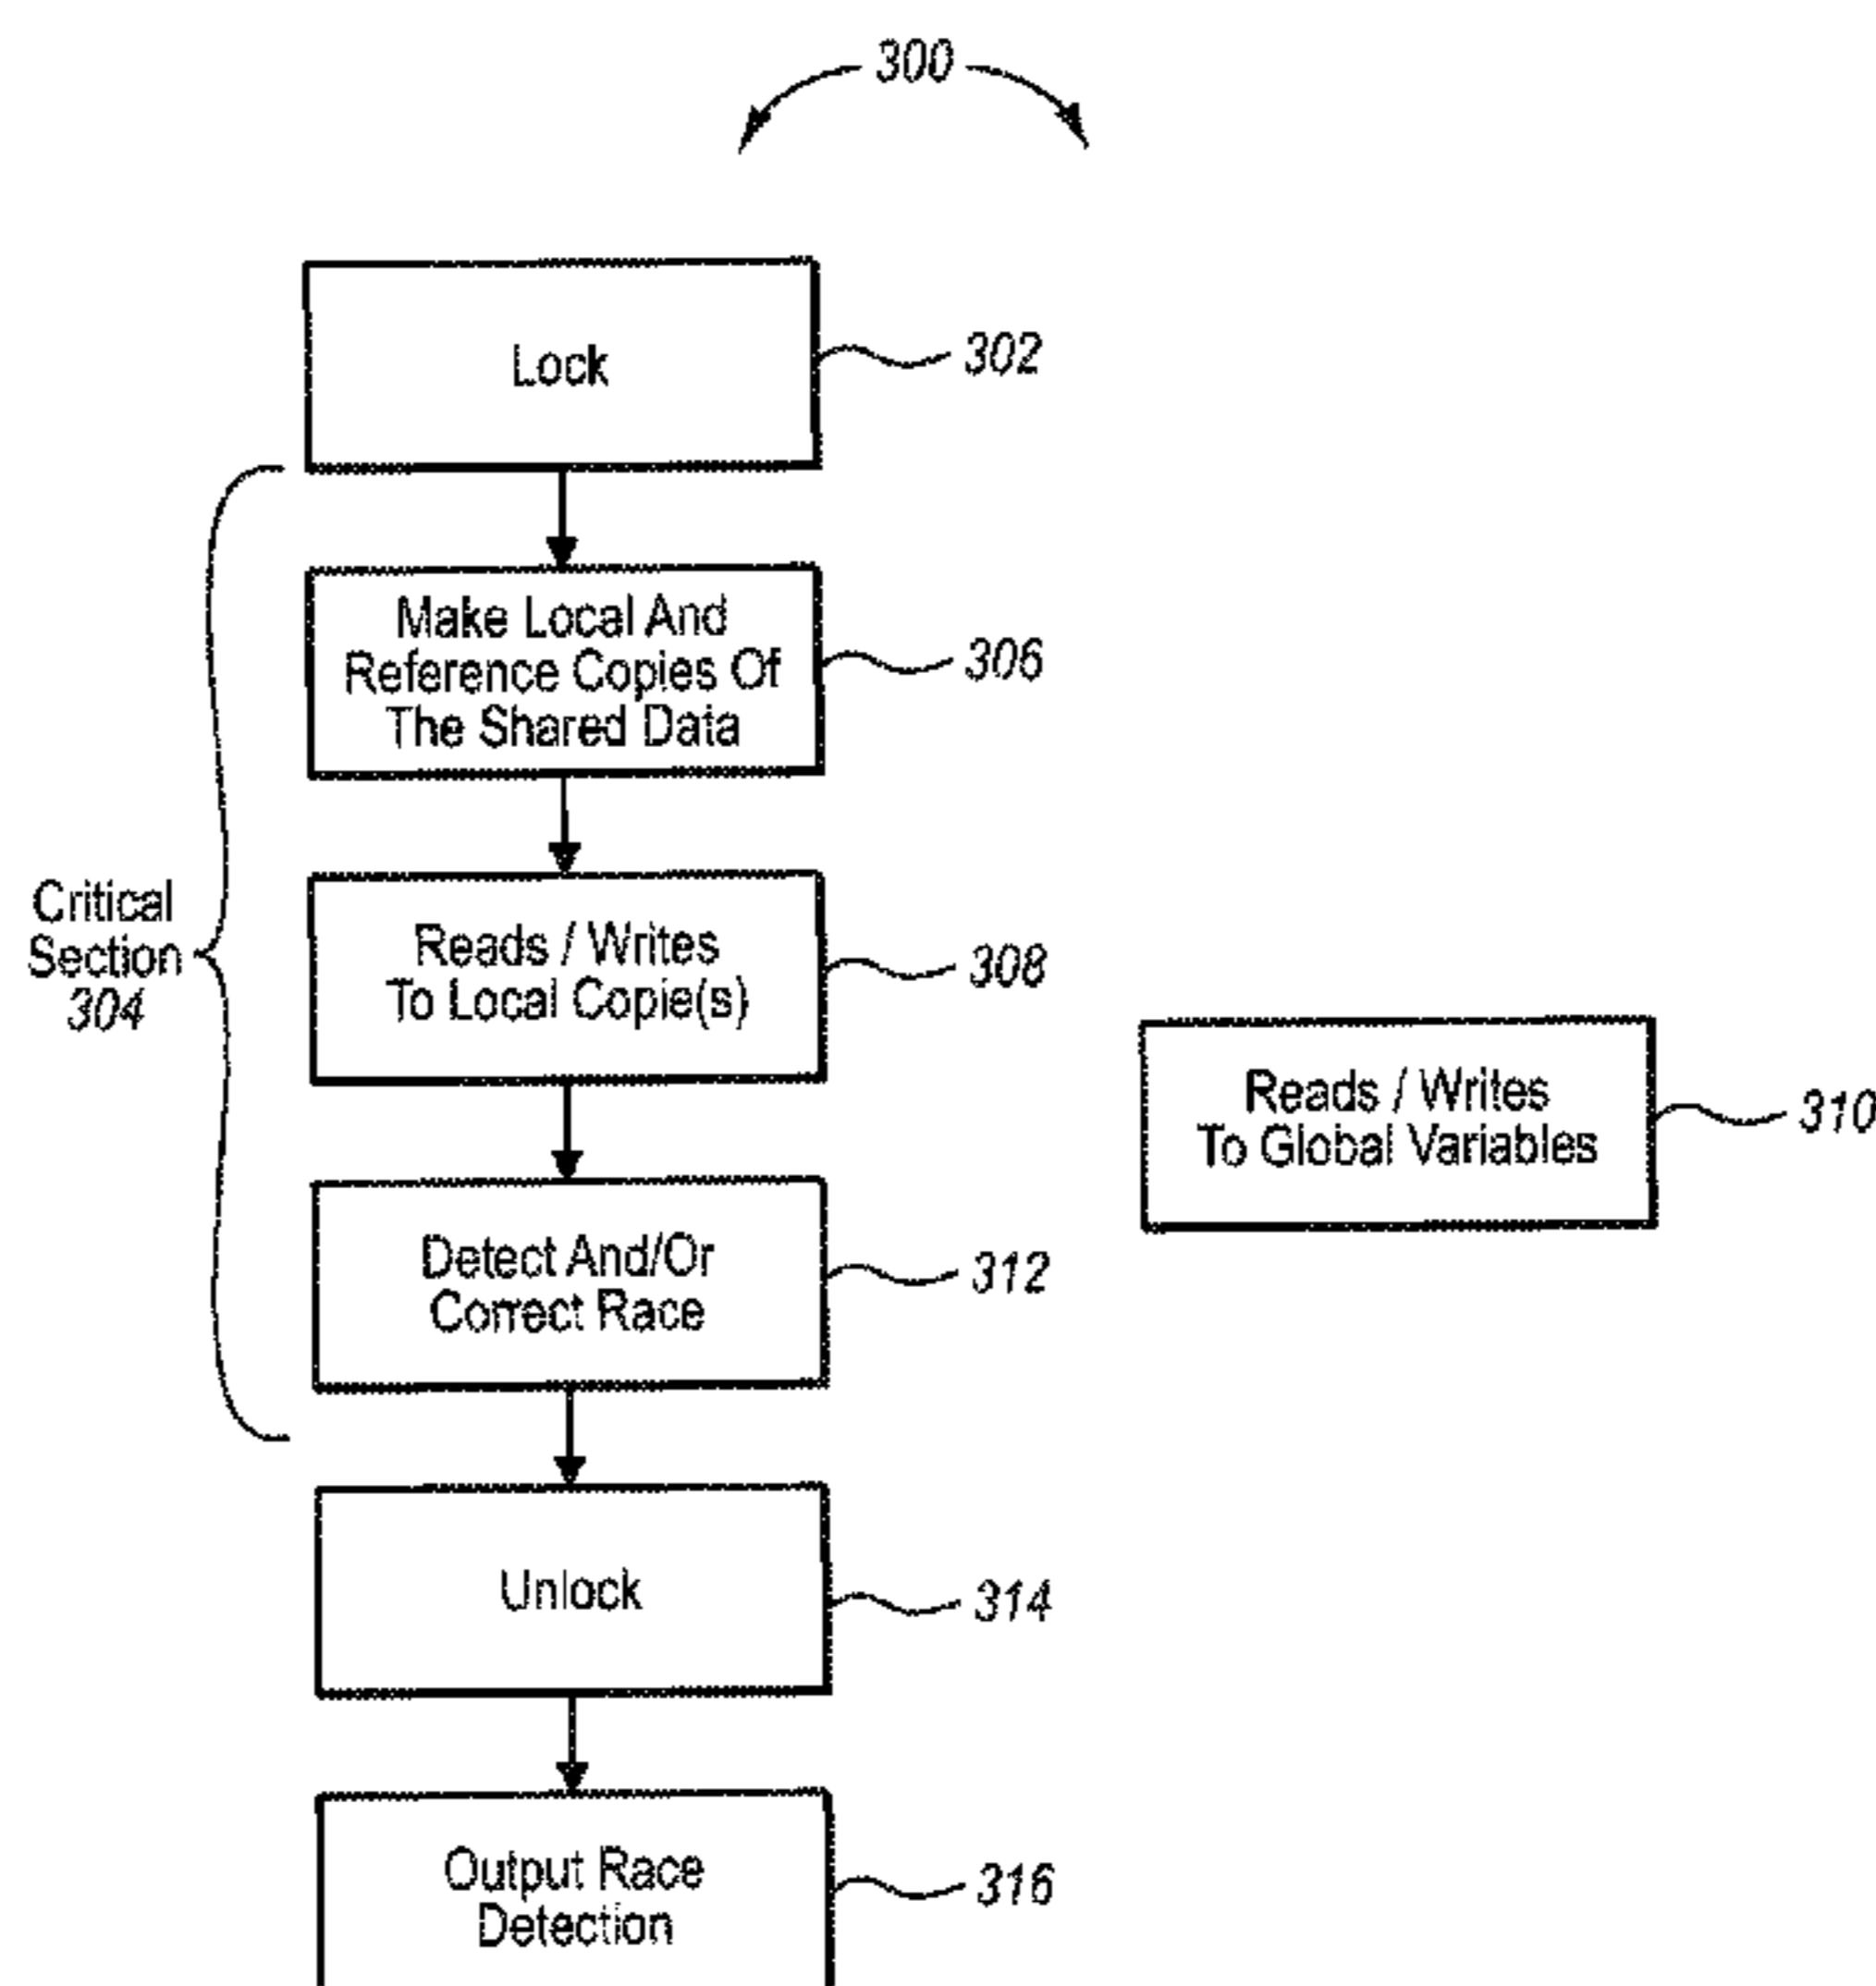 300
Lock
302
Make Local And
Reference Copies Of
The Shared Data
306
Critical
Section
304
Reads / Writes
To Local Copie(s)
308
Reads / Writes
To Global Variables
310
Detect And/Or
Correct Race
312
Unlock
314
Output Race
Detection
316